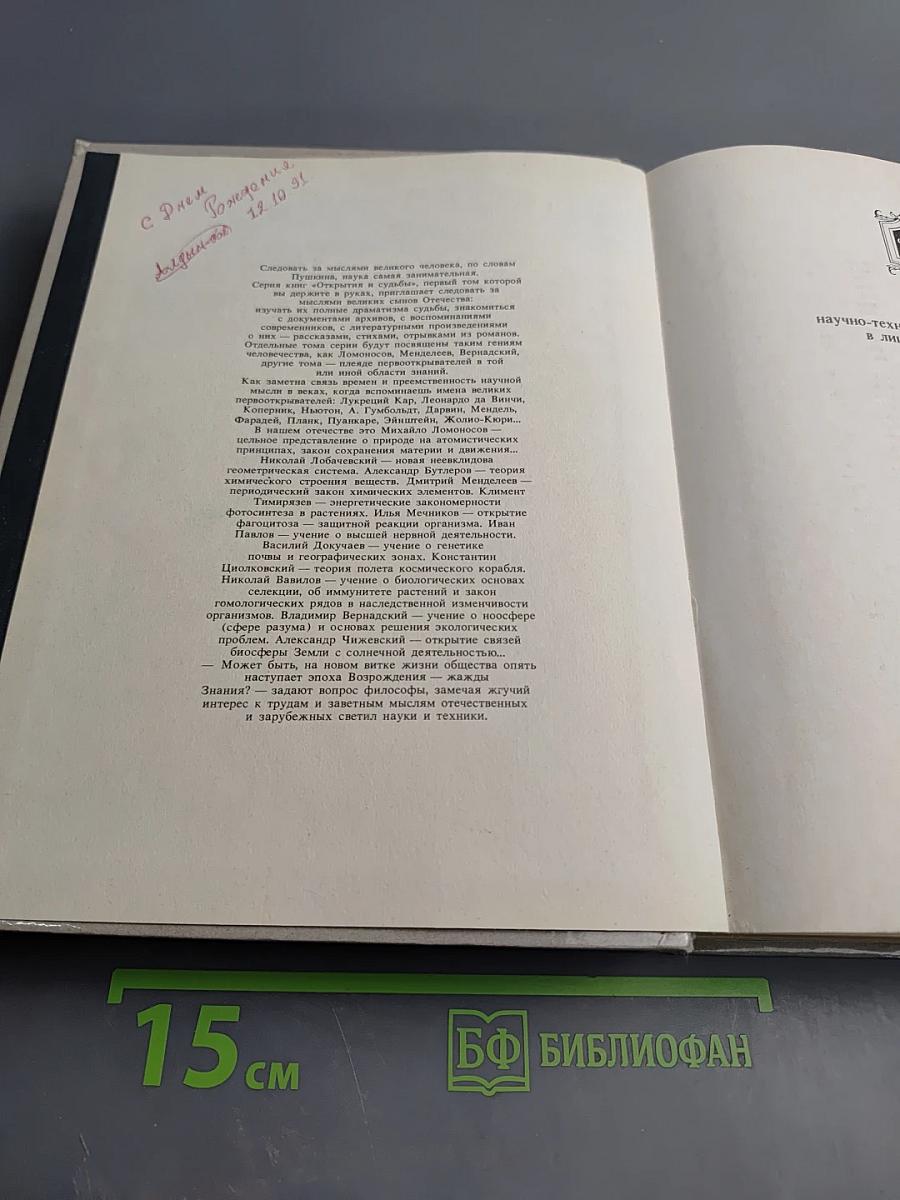 С Днем
Рождения
12 10 91
Следовать за мыслями великого человека, по словам
Пушкина, наука самая занимательная.
Серия книг «Открытия и судьбы», первый том которой
вы держите в руках, приглашает следовать за
мыслями великих сынов Отечества:
изучать их полные драматизма судьбы, знакомиться
с документами архивов, с воспоминаниями
современников, с литературными произведениями
о них — рассказами, стихами, отрывками из романов.
Отдельные тома серии будут посвящены таким гениям
человечества, как Ломоносов, Менделеев, Вернадский,
другие тома — плеяде первооткрывателей в той
или иной области знаний.
Как заметна связь времен и преемственность научной
мысли в веках, когда вспоминаешь имена великих
первооткрывателей: Лукреций Кар, Леонардо да Винчи,
Коперник, Ньютон, А. Гумбольдт, Дарвин, Мендель,
Фарадей, Планк, Пуанкаре, Эйнштейн, Жолио-Кюри...
В нашем отечестве это Михайло Ломоносов —
цельное представление о природе на атомистических
принципах, закон сохранения материи и движения...
Николай Лобачевский — новая неевклидова
геометрическая система. Александр Бутлеров — теория
химического строения веществ. Дмитрий Менделеев —
периодический закон химических элементов. Климент
Тимирязев — энергетические закономерности
фотосинтеза в растениях. Илья Мечников — открытие
фагоцитоза — защитной реакции организма. Иван
Павлов — учение о высшей нервной деятельности.
Василий Докучаев — учение о генетике
почвы и географических зонах. Константин
Циолковский — теория полета космического корабля.
Николай Вавилов — учение о биологических основах
селекции, об иммунитете растений и закон
гомологических рядов в наследственной изменчивости
организмов. Владимир Вернадский — учение о ноосфере
(сфере разума) и основах решения экологических
проблем. Александр Чижевский — открытие связей
биосферы Земли с солнечной деятельностью...
— Может быть, на новом витке жизни общества опять
наступает эпоха Возрождения — жажды
Знания? — задают вопрос философы, замечая жгучий
интерес к трудам и заветным мыслям отечественных
и зарубежных светил науки и техники.
научно-техн
в ли
15 см
БФ БИБЛИОФАН